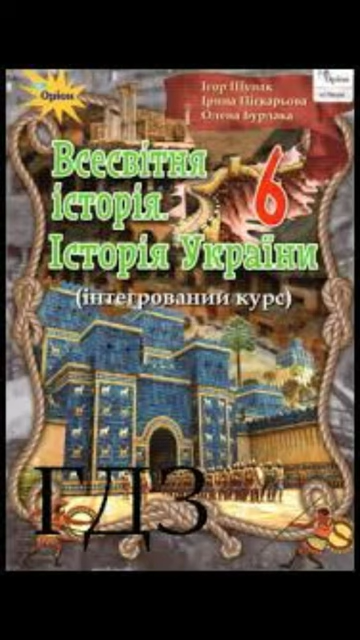 Оріон
Ігор Щупак
Ірина Піскарьова
Олена Бурлака
Всесвітня
історія.
6
Історія України
(інтегрований курс)
ГДЗ